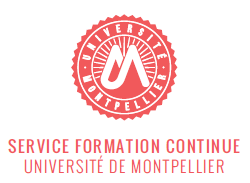 · UNIVERSITÉ ·
MONTPELLIER
SERVICE FORMATION CONTINUE
UNIVERSITÉ DE MONTPELLIER